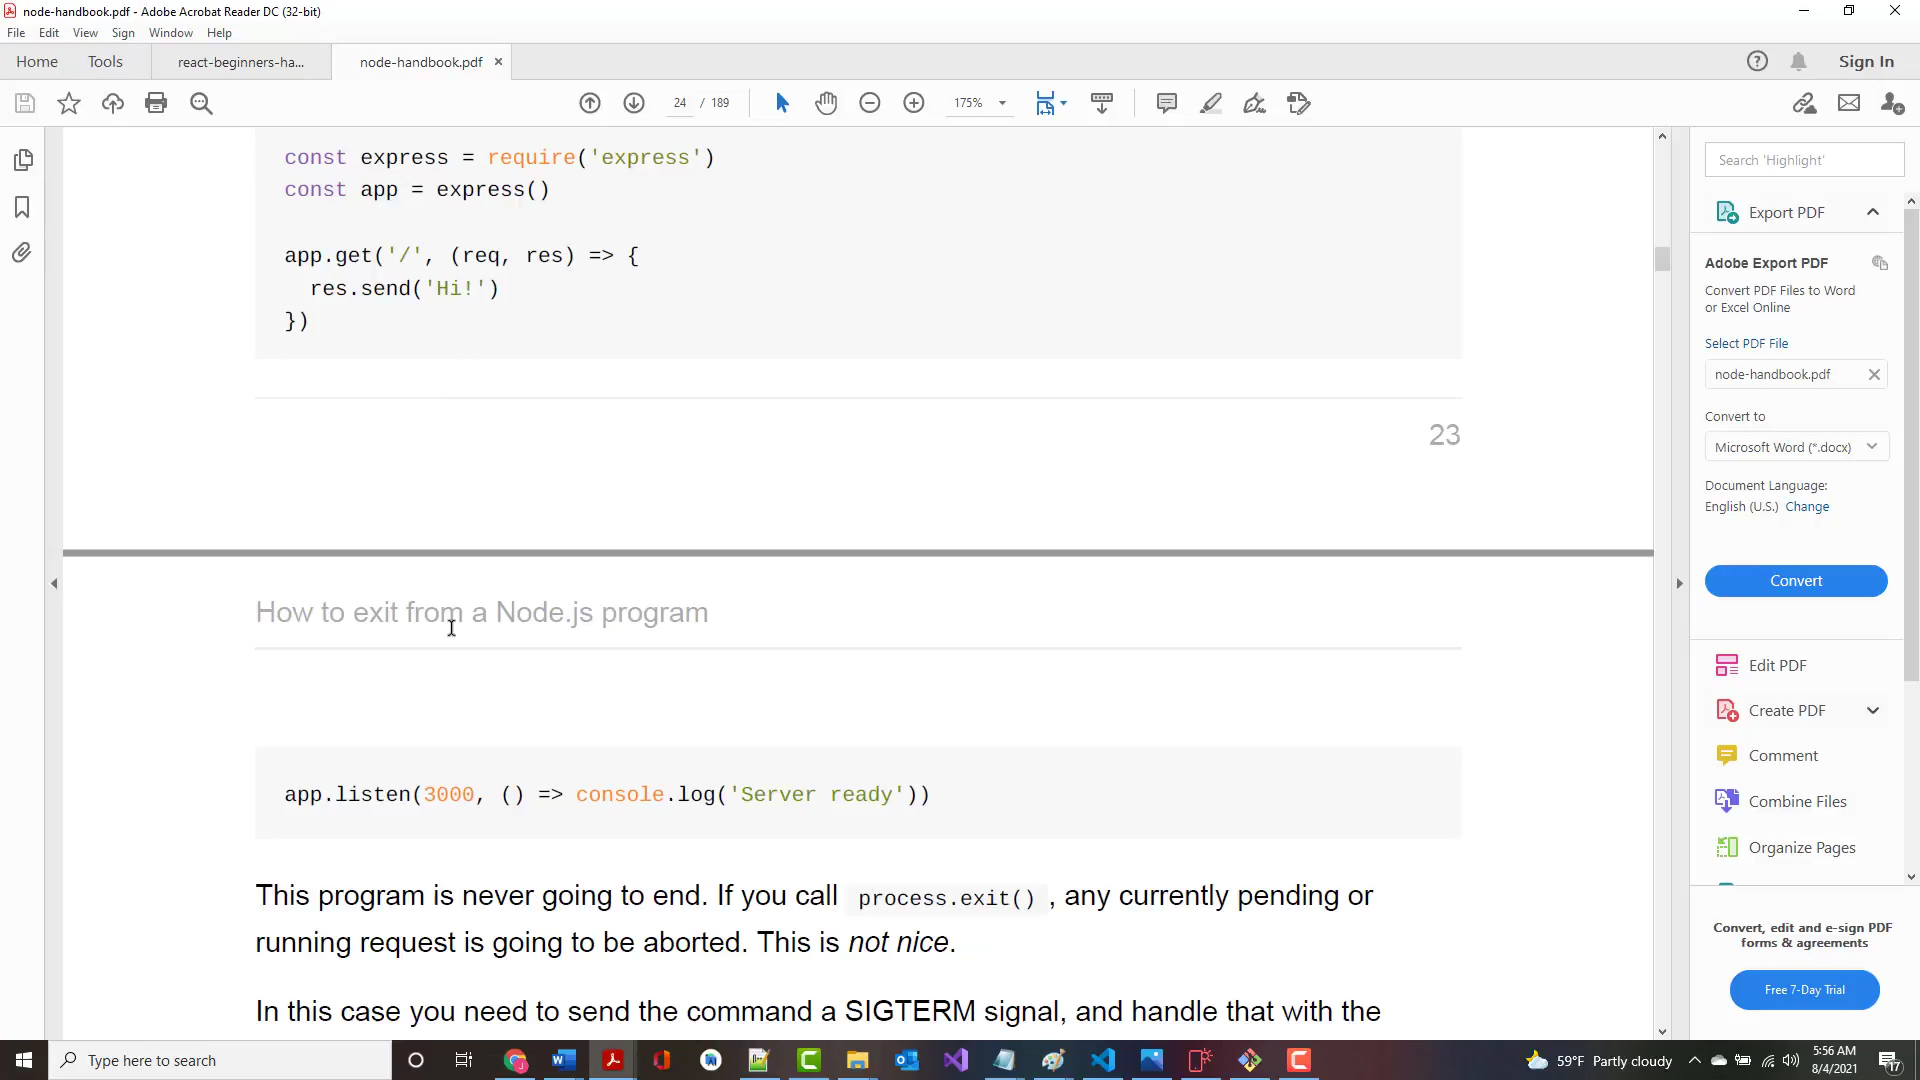 node-handbook.pdf - Adobe Acrobat Reader DC (32-bit)
File Edit View Sign Window Help
Home Tools react-beginners-ha... node-handbook.pdf Sign In
24 / 189 175%
const express = require('express')
const app = express()
app.get('/', (req, res) => {
res.send('Hi!')
})
23
How to exit from a Node.js program
app.listen(3000, () => console.log('Server ready'))
This program is never going to end. If you call process.exit() , any currently pending or
running request is going to be aborted. This is not nice.
In this case you need to send the command a SIGTERM signal, and handle that with the
Search 'Highlight'
Export PDF
Adobe Export PDF
Convert PDF Files to Word
or Excel Online
Select PDF File
node-handbook.pdf
Convert to
Microsoft Word (*.docx)
Document Language:
English (U.S.) Change
Convert
Edit PDF
Create PDF
Comment
Combine Files
Organize Pages
Convert, edit and e-sign PDF
forms & agreements
Free 7-Day Trial
Type here to search
59°F Partly cloudy
5:56 AM
8/4/2021
17